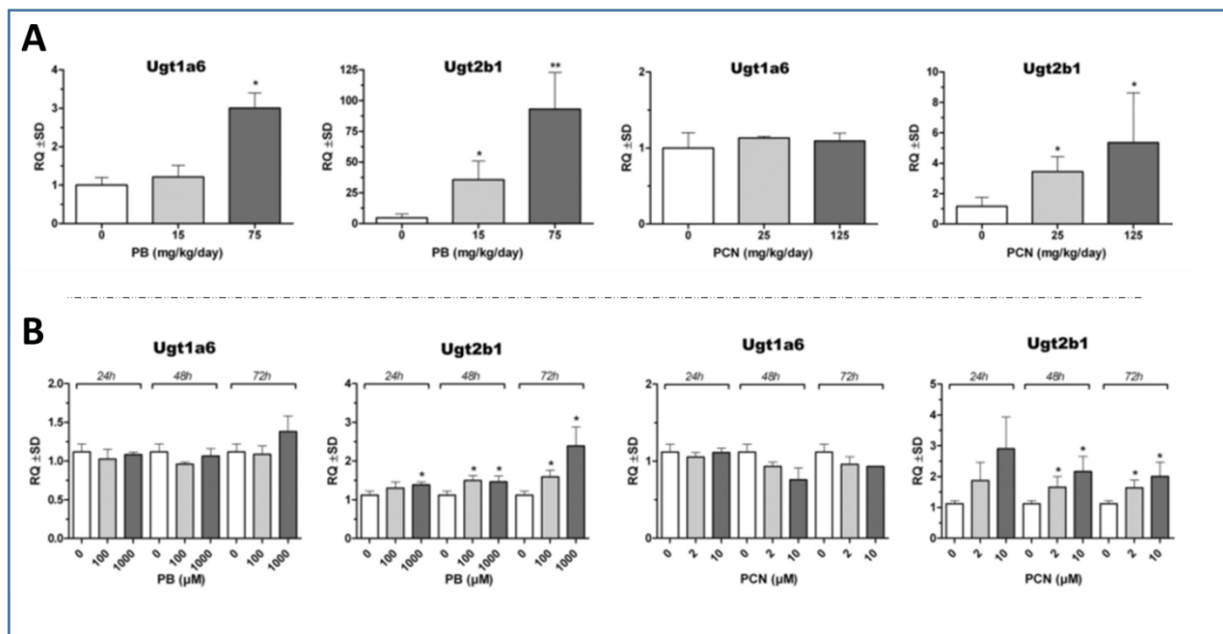 A
Ugt1a6
RQ ±SD
4
3
2
1
0
*
0 15 75
PB (mg/kg/day)
Ugt2b1
RQ ±SD
125
100
75
50
25
0
* **
0 15 75
PB (mg/kg/day)
Ugt1a6
RQ ±SD
2
1
0
0 25 125
PCN (mg/kg/day)
Ugt2b1
RQ ±SD
10
8
6
4
2
0
* *
0 25 125
PCN (mg/kg/day)
B
Ugt1a6
24h 48h 72h
RQ ±SD
2.0
1.5
1.0
0.5
0.0
0 100 1000 0 100 1000 0 100 1000
PB (µM)
Ugt2b1
24h 48h 72h
RQ ±SD
4
3
2
1
0
* * * * *
0 100 1000 0 100 1000 0 100 1000
PB (µM)
Ugt1a6
24h 48h 72h
RQ ±SD
2
1
0
0 2 10 0 2 10 0 2 10
PCN (µM)
Ugt2b1
24h 48h 72h
RQ ±SD
5
4
3
2
1
0
* * * *
0 2 10 0 2 10 0 2 10
PCN (µM)